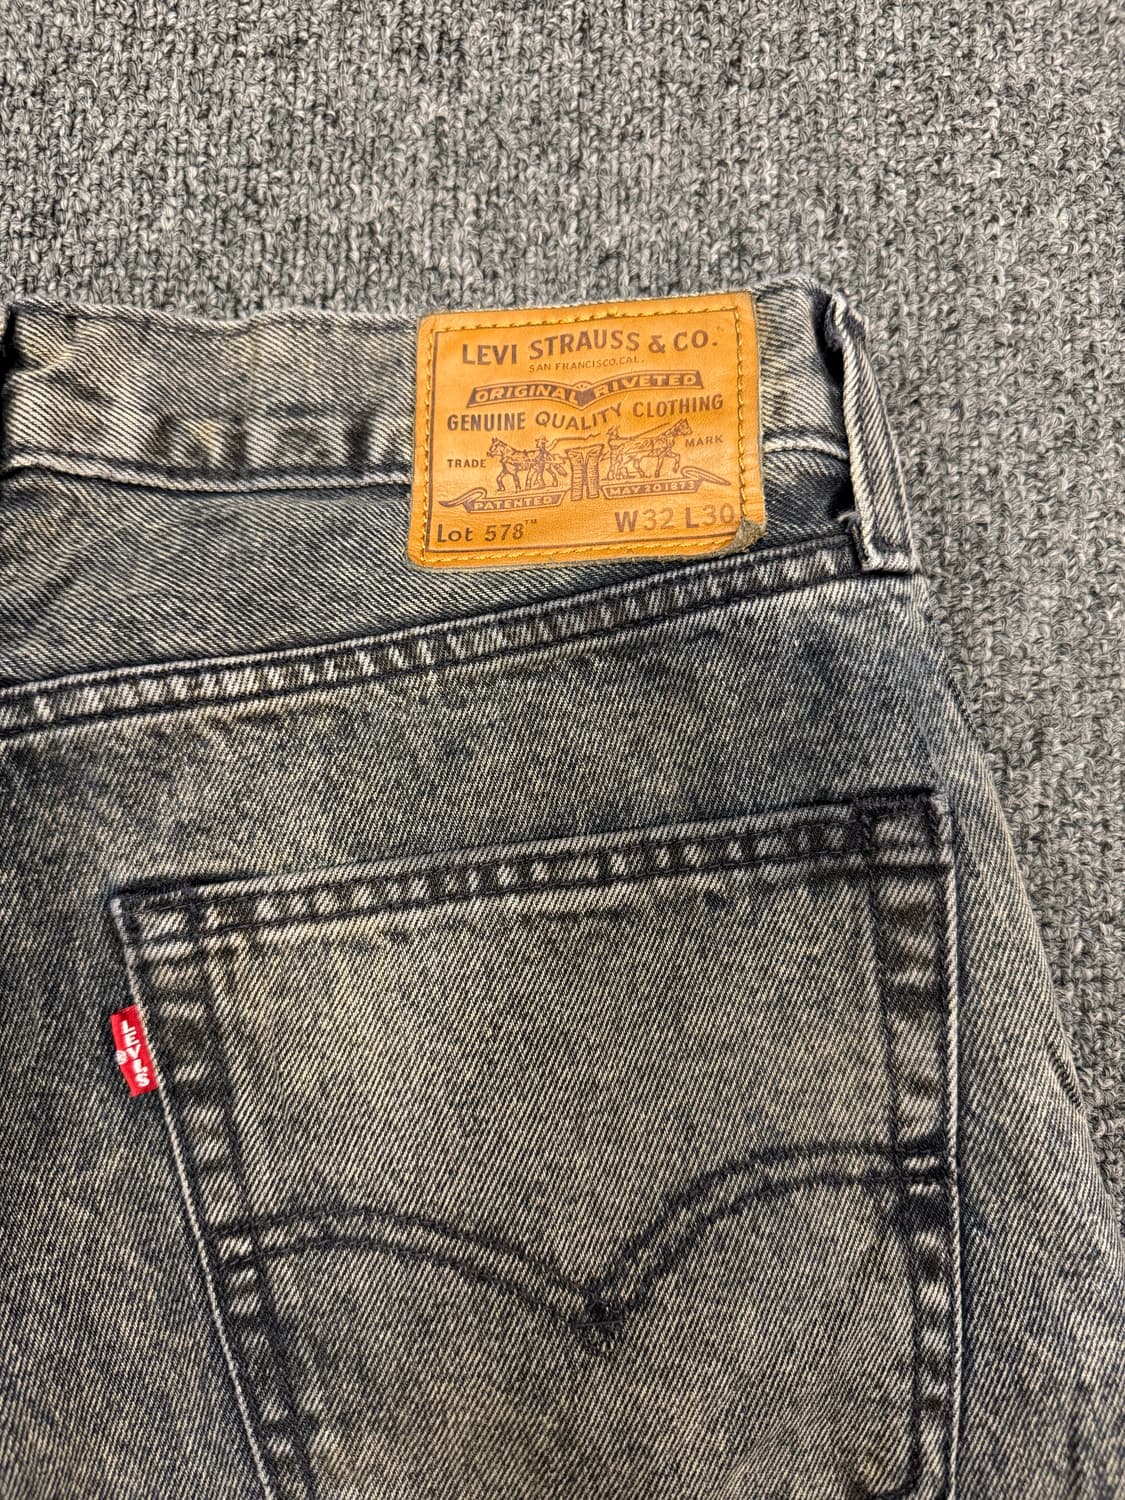 LEVI STRAUSS & CO.
SAN FRANCISCO, CAL.
ORIGINAL RIVETED
GENUINE QUALITY CLOTHING
TRADE MARK
PATENTED MAY 20 1873
Lot 578™ W32 L30
LEVI'S
®